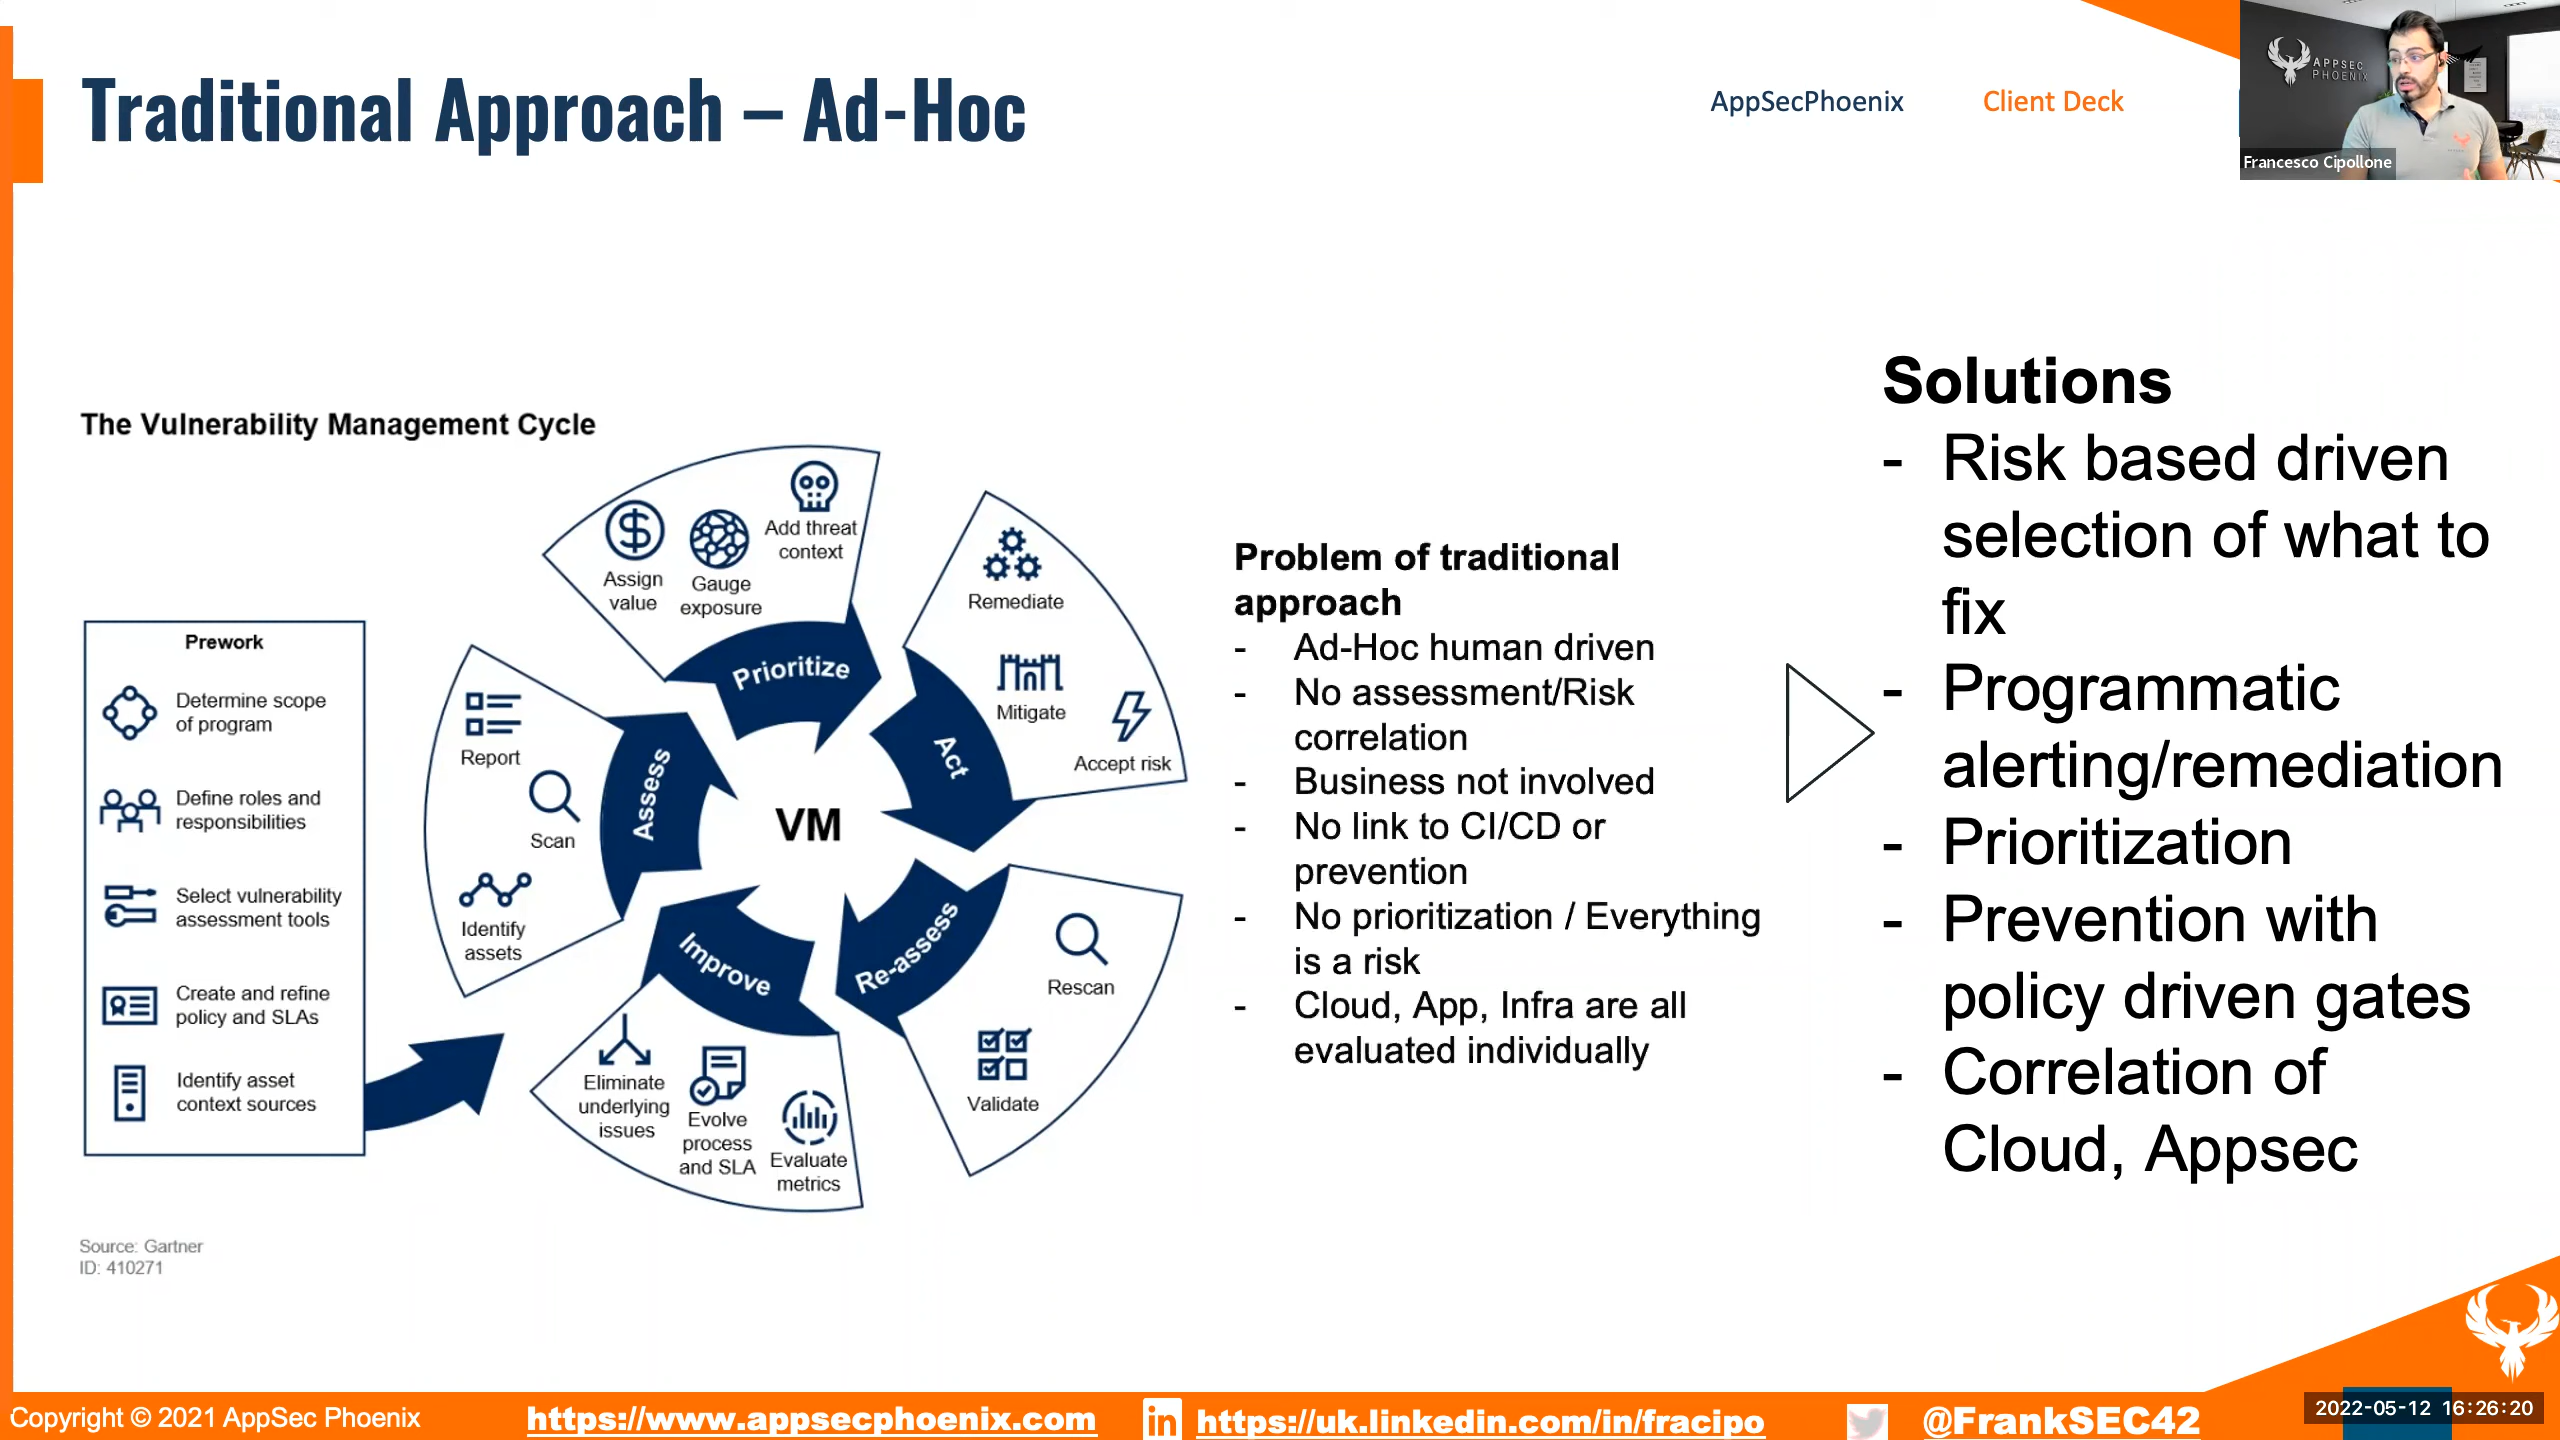 Traditional Approach – Ad-Hoc
AppSecPhoenix
Client Deck
APPSEC
PHOENIX
Francesco Cipollone
The Vulnerability Management Cycle
Prework
Determine scope
of program
Define roles and
responsibilities
Select vulnerability
assessment tools
Create and refine
policy and SLAs
Identify asset
context sources
VM
Assess
Report
Scan
Identify
assets
Prioritize
Assign
value
Gauge
exposure
Add threat
context
Act
Remediate
Mitigate
Accept risk
Re-assess
Rescan
Validate
Improve
Eliminate
underlying
issues
Evolve
process
and SLA
Evaluate
metrics
Source: Gartner
ID: 410271
Problem of traditional
approach
- Ad-Hoc human driven
- No assessment/Risk
correlation
- Business not involved
- No link to CI/CD or
prevention
- No prioritization / Everything
is a risk
- Cloud, App, Infra are all
evaluated individually
Solutions
- Risk based driven
selection of what to
fix
- Programmatic
alerting/remediation
- Prioritization
- Prevention with
policy driven gates
- Correlation of
Cloud, Appsec
Copyright © 2021 AppSec Phoenix
https://www.appsecphoenix.com
in
https://uk.linkedin.com/in/fracipo
@FrankSEC42
2022-05-12 16:26:20